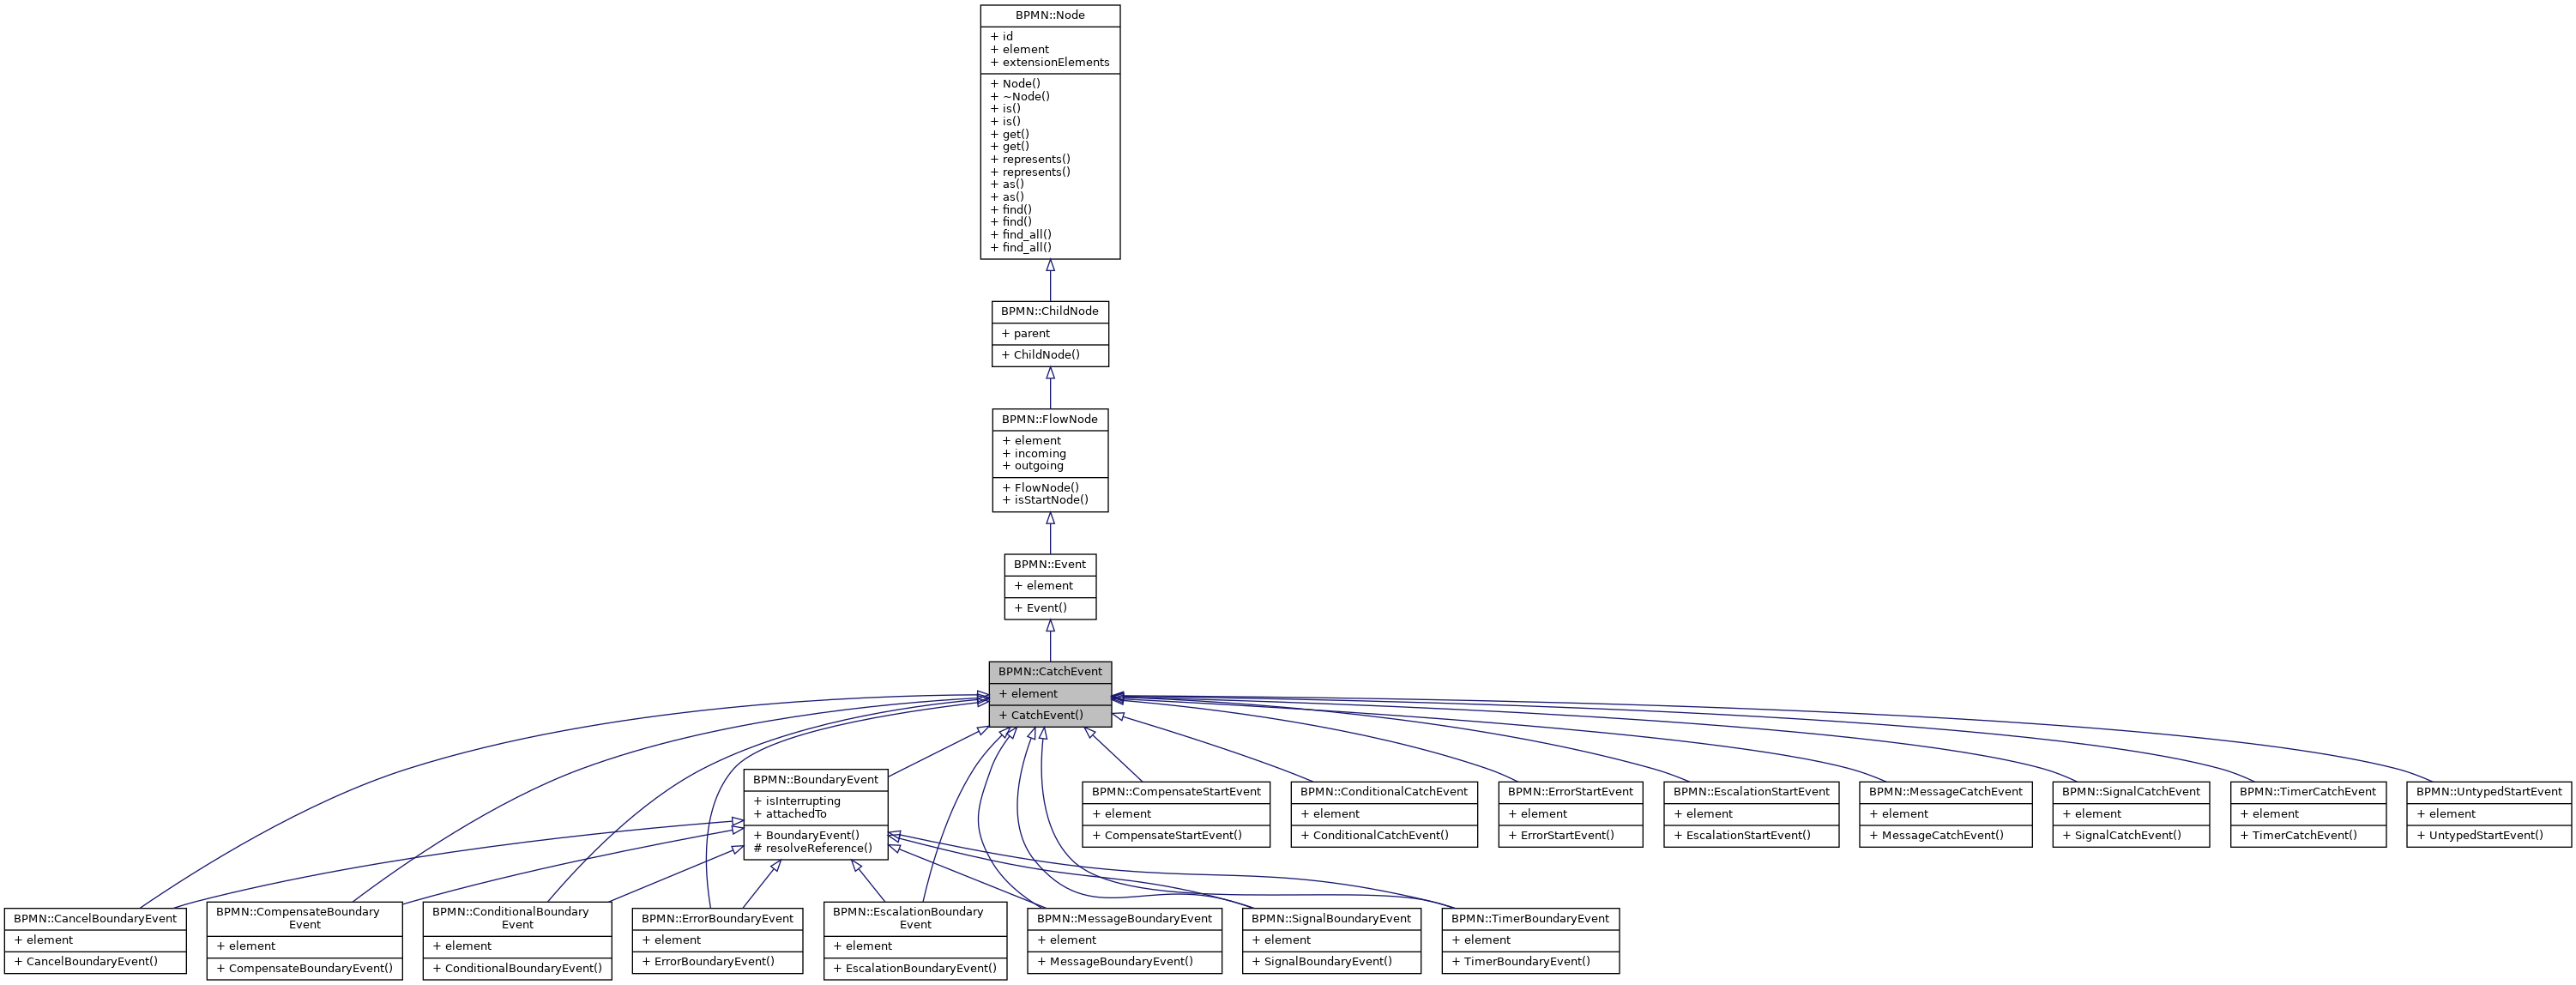 BPMN::Node
+ id
+ element
+ extensionElements
+ Node()
+ ~Node()
+ is()
+ is()
+ get()
+ get()
+ represents()
+ represents()
+ as()
+ as()
+ find()
+ find()
+ find_all()
+ find_all()
BPMN::ChildNode
+ parent
+ ChildNode()
BPMN::FlowNode
+ element
+ incoming
+ outgoing
+ FlowNode()
+ isStartNode()
BPMN::Event
+ element
+ Event()
BPMN::CatchEvent
+ element
+ CatchEvent()
BPMN::BoundaryEvent
+ isInterrupting
+ attachedTo
+ BoundaryEvent()
# resolveReference()
BPMN::CompensateStartEvent
+ element
+ CompensateStartEvent()
BPMN::ConditionalCatchEvent
+ element
+ ConditionalCatchEvent()
BPMN::ErrorStartEvent
+ element
+ ErrorStartEvent()
BPMN::EscalationStartEvent
+ element
+ EscalationStartEvent()
BPMN::MessageCatchEvent
+ element
+ MessageCatchEvent()
BPMN::SignalCatchEvent
+ element
+ SignalCatchEvent()
BPMN::TimerCatchEvent
+ element
+ TimerCatchEvent()
BPMN::UntypedStartEvent
+ element
+ UntypedStartEvent()
BPMN::CancelBoundaryEvent
+ element
+ CancelBoundaryEvent()
BPMN::CompensateBoundary
Event
+ element
+ CompensateBoundaryEvent()
BPMN::ConditionalBoundary
Event
+ element
+ ConditionalBoundaryEvent()
BPMN::ErrorBoundaryEvent
+ element
+ ErrorBoundaryEvent()
BPMN::EscalationBoundary
Event
+ element
+ EscalationBoundaryEvent()
BPMN::MessageBoundaryEvent
+ element
+ MessageBoundaryEvent()
BPMN::SignalBoundaryEvent
+ element
+ SignalBoundaryEvent()
BPMN::TimerBoundaryEvent
+ element
+ TimerBoundaryEvent()